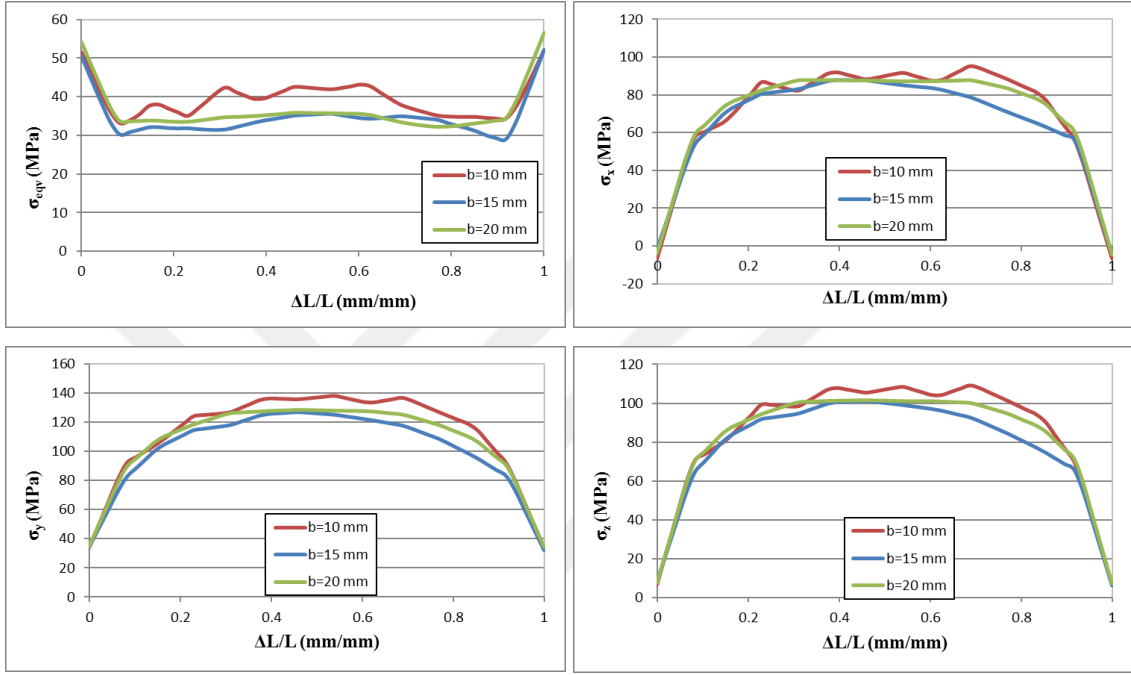 60
50
40
30
20
10
0
0 0.2 0.4 0.6 0.8 1
σeqv (MPa)
ΔL/L (mm/mm)
b=10 mm
b=15 mm
b=20 mm
120
100
80
60
40
20
0
-20
0 0.2 0.4 0.6 0.8 1
σx (MPa)
ΔL/L (mm/mm)
b=10 mm
b=15 mm
b=20 mm
160
140
120
100
80
60
40
20
0
0 0.2 0.4 0.6 0.8 1
σy (MPa)
ΔL/L (mm/mm)
b=10 mm
b=15 mm
b=20 mm
120
100
80
60
40
20
0
0 0.2 0.4 0.6 0.8 1
σz (MPa)
ΔL/L (mm/mm)
b=10 mm
b=15 mm
b=20 mm